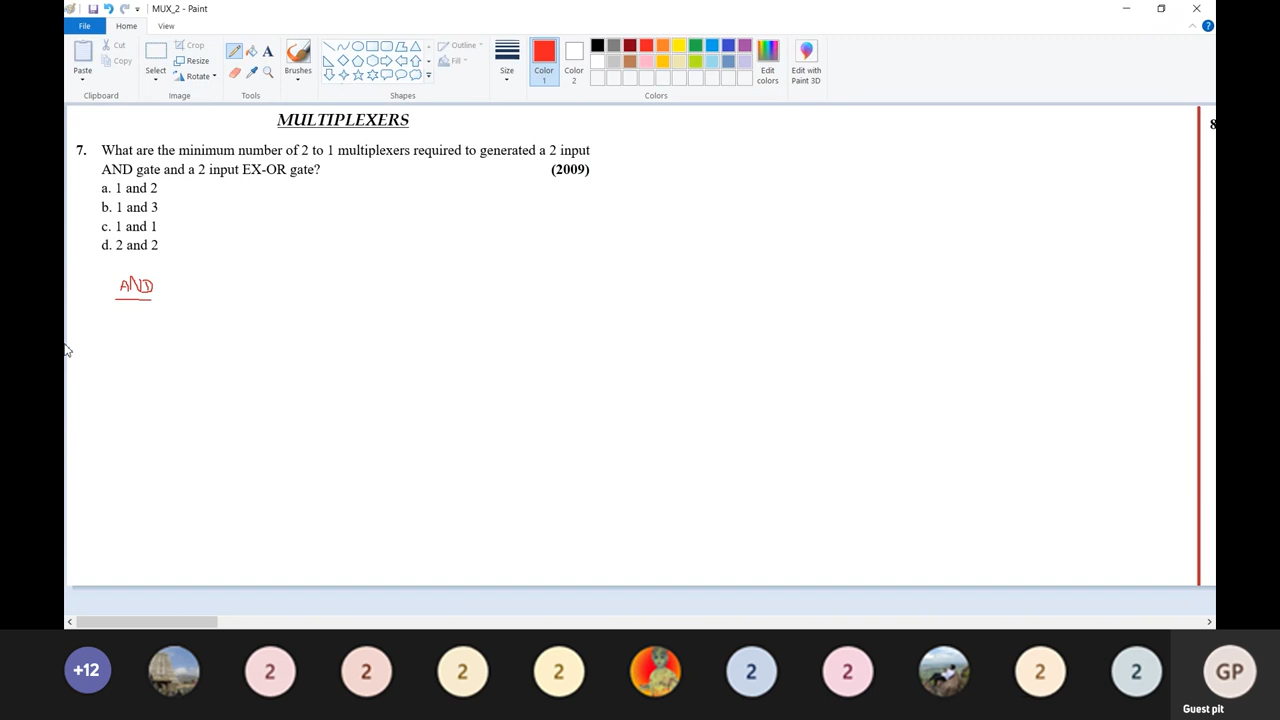 MUX_2 - Paint
File Home View
Paste Cut Copy Clipboard
Select Crop Resize Rotate Image
A Tools
Brushes
Outline Fill Shapes
Size
Color 1 Color 2 Edit colors Colors
Edit with Paint 3D
MULTIPLEXERS
7. What are the minimum number of 2 to 1 multiplexers required to generated a 2 input
AND gate and a 2 input EX-OR gate? (2009)
a. 1 and 2
b. 1 and 3
c. 1 and 1
d. 2 and 2
8
AND
+12 2 2 2 2 2 2 2 2 GP
Guest pit